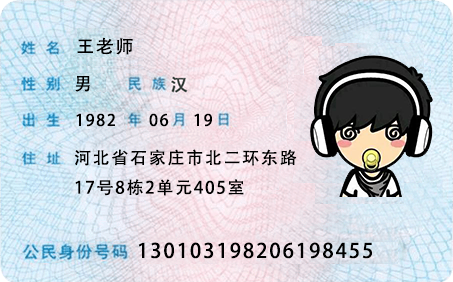 姓名 王老师
性别 男 民族 汉
出生 1982 年 06 月 19 日
住址 河北省石家庄市北二环东路
17号8栋2单元405室
公民身份号码 130103198206198455